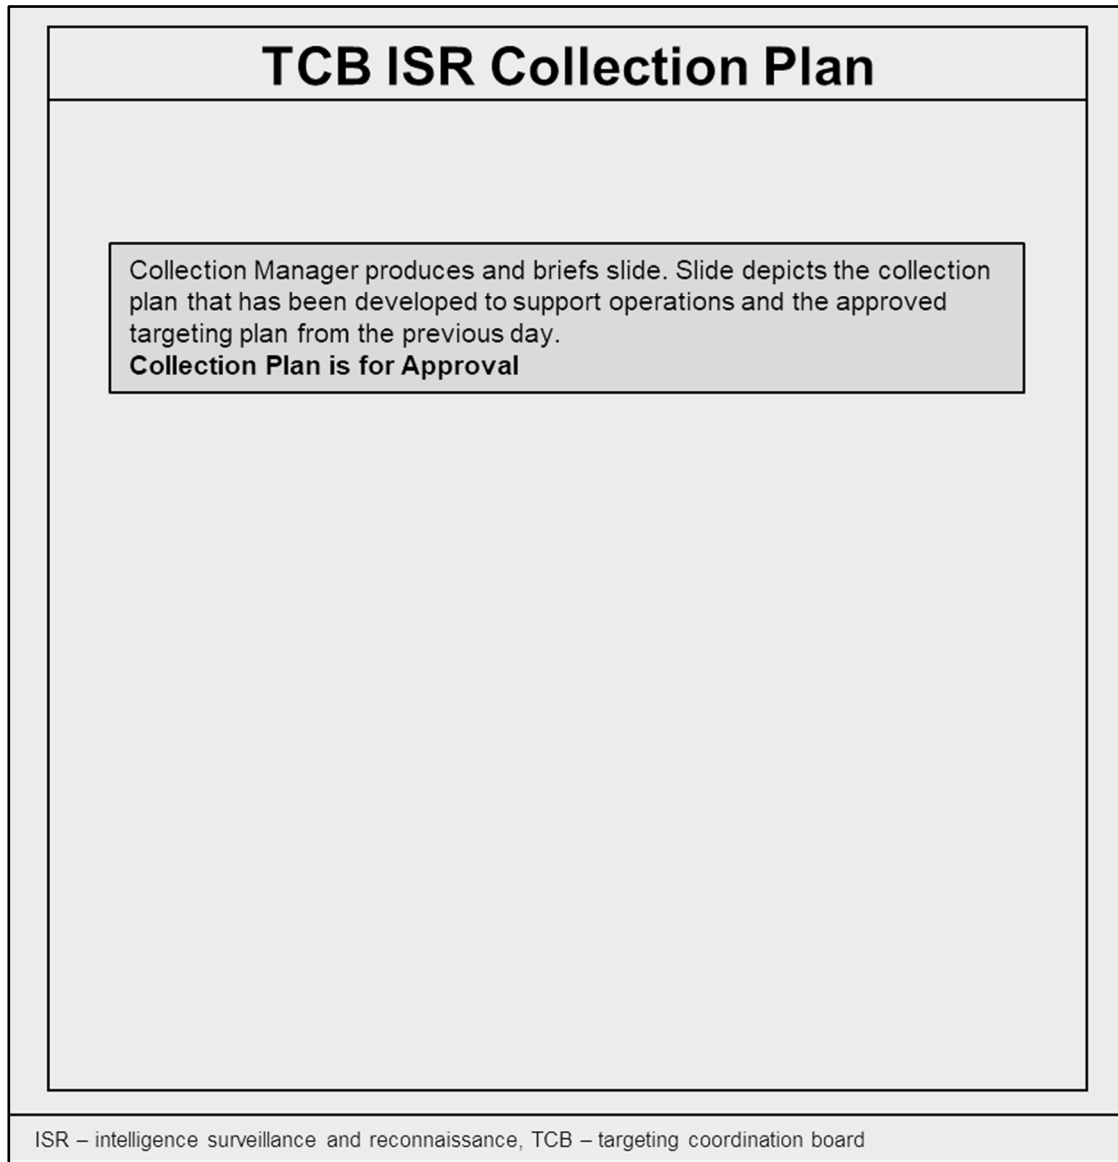 TCB ISR Collection Plan
Collection Manager produces and briefs slide. Slide depicts the collection
plan that has been developed to support operations and the approved
targeting plan from the previous day.
Collection Plan is for Approval
ISR – intelligence surveillance and reconnaissance, TCB – targeting coordination board